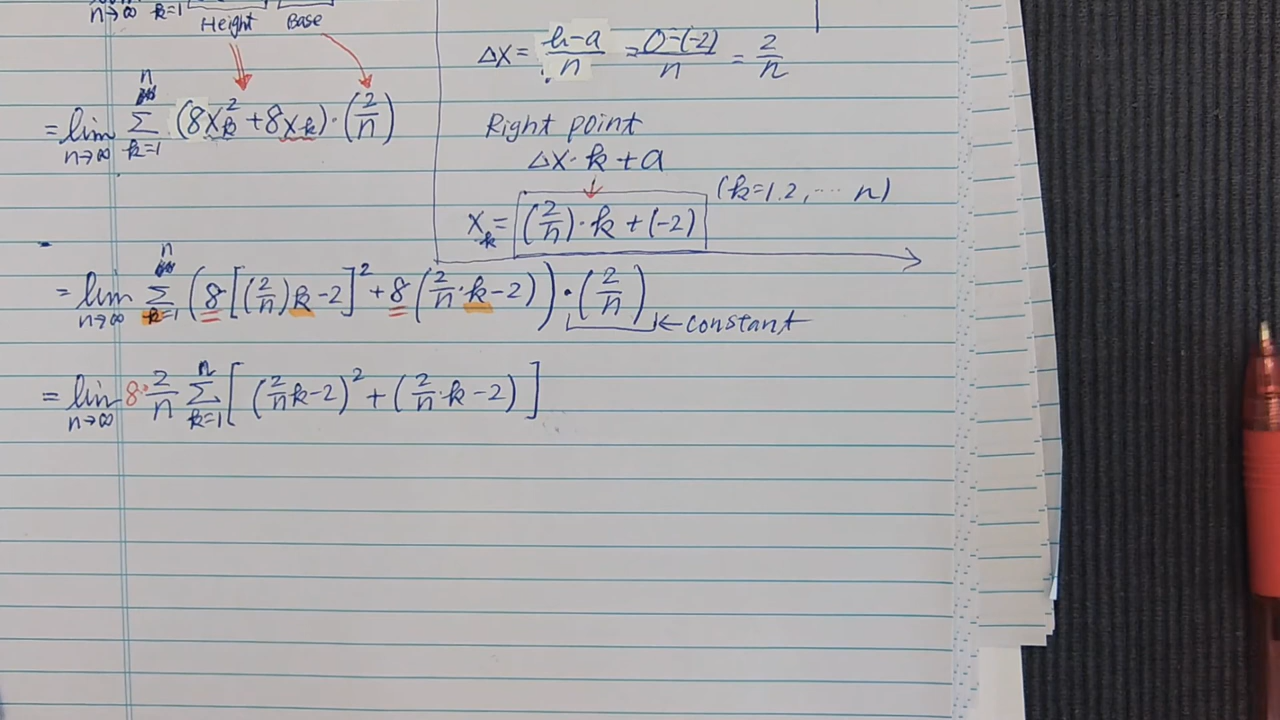 n→∞ k=1
Height Base
Δx = b-a/n = 0-(-2)/n = 2/n
= lim n→∞ n Σ k=1 (8x_k² + 8x_k) · (2/n)
Right point
Δx · k + a
x_k = (2/n) · k + (-2) (k=1.2, ⋯ n)
= lim n→∞ n Σ k=1 (8[(2/n)k-2]² + 8(2/n · k-2)) · (2/n) ← constant
= lim n→∞ 8 · 2/n n Σ k=1 [(2/n k-2)² + (2/n · k-2)]